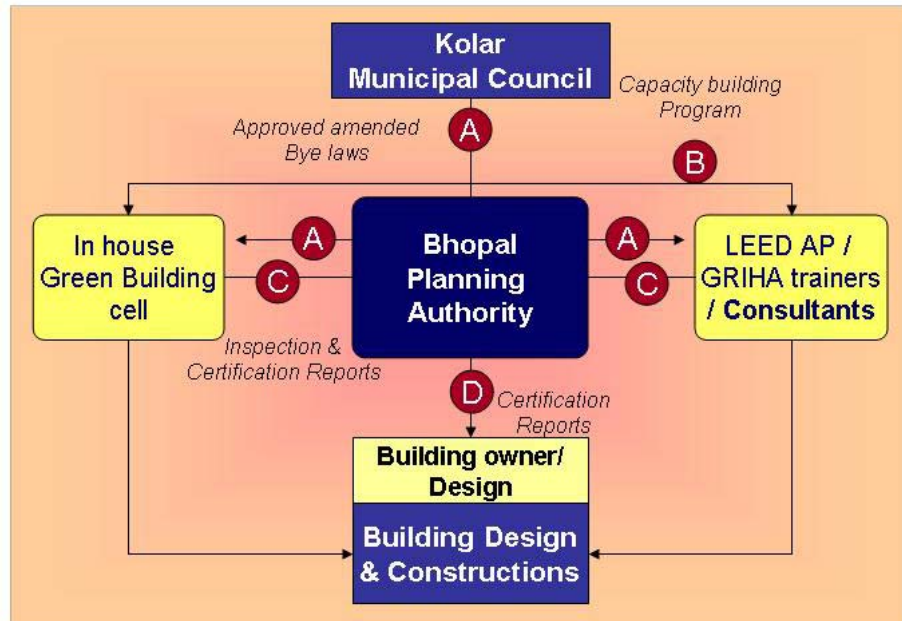 Kolar
Municipal Council
Capacity building
Program
A
Approved amended
Bye laws
B
In house
Green Building
cell
A
C
Bhopal
Planning
Authority
A
C
LEED AP /
GRIHA trainers
/ Consultants
Inspection &
Certification Reports
D
Certification
Reports
Building owner/
Design
Building Design
& Constructions